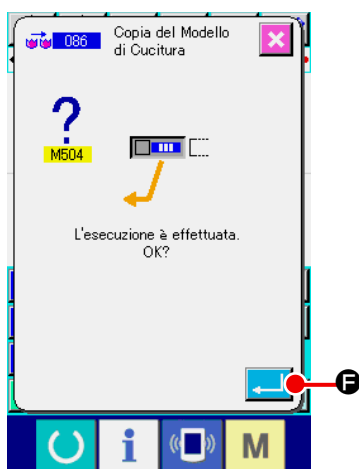 086
Copia del Modello
di Cucitura
?
M504
L'esecuzione è effettuata.
OK?
F
i
M